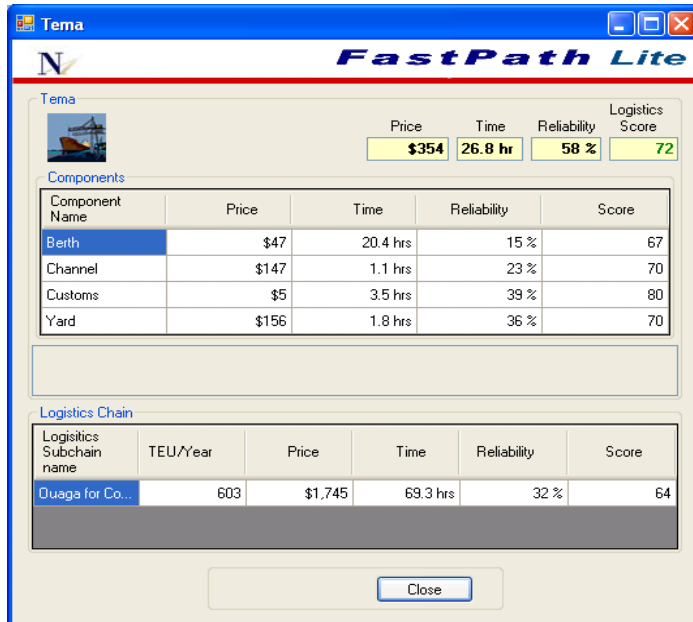 Tema
N
FastPath Lite
Tema
Price Time Reliability Logistics Score
$354 26.8 hr 58 % 72
Components
Component Name Price Time Reliability Score
Berth $47 20.4 hrs 15 % 67
Channel $147 1.1 hrs 23 % 70
Customs $5 3.5 hrs 39 % 80
Yard $156 1.8 hrs 36 % 70
Logistics Chain
Logisitics Subchain name TEU/Year Price Time Reliability Score
Ouaga for Co... 603 $1,745 69.3 hrs 32 % 64
Close